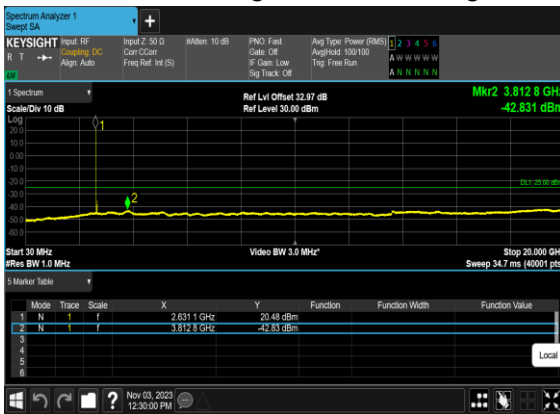 Spectrum Analyzer 1
Swept SA
+
KEYSIGHT Input: RF Input Z: 50 Ω #Atten: 10 dB PNO: Fast Avg Type: Power (RMS) 1 2 3 4 5 6
R T Coupling: DC Corr CCorr Gate: Off Avg|Hold: 100/100 A W W W W W
Align: Auto Freq Ref: Int (S) IF Gain: Low Trig: Free Run
LV Sig Track: Off A N N N N N
1 Spectrum Ref Lvl Offset 32.97 dB Mkr2 3.812 8 GHz
Scale/Div 10 dB Ref Level 30.00 dBm -42.831 dBm
Log
20.0
10.0
0.00
-10.0
-20.0
-30.0
-40.0
-50.0
-60.0
1
2
DL1 -25.00 dBm
Start 30 MHz Video BW 3.0 MHz* Stop 20.000 GHz
#Res BW 1.0 MHz Sweep 34.7 ms (40001 pts)
5 Marker Table
Mode Trace Scale X Y Function Function Width Function Value
1 N 1 f 2.631 1 GHz 20.48 dBm
2 N 1 f 3.812 8 GHz -42.83 dBm
3
4
5
6
Local
? Nov 03, 2023
12:30:00 PM